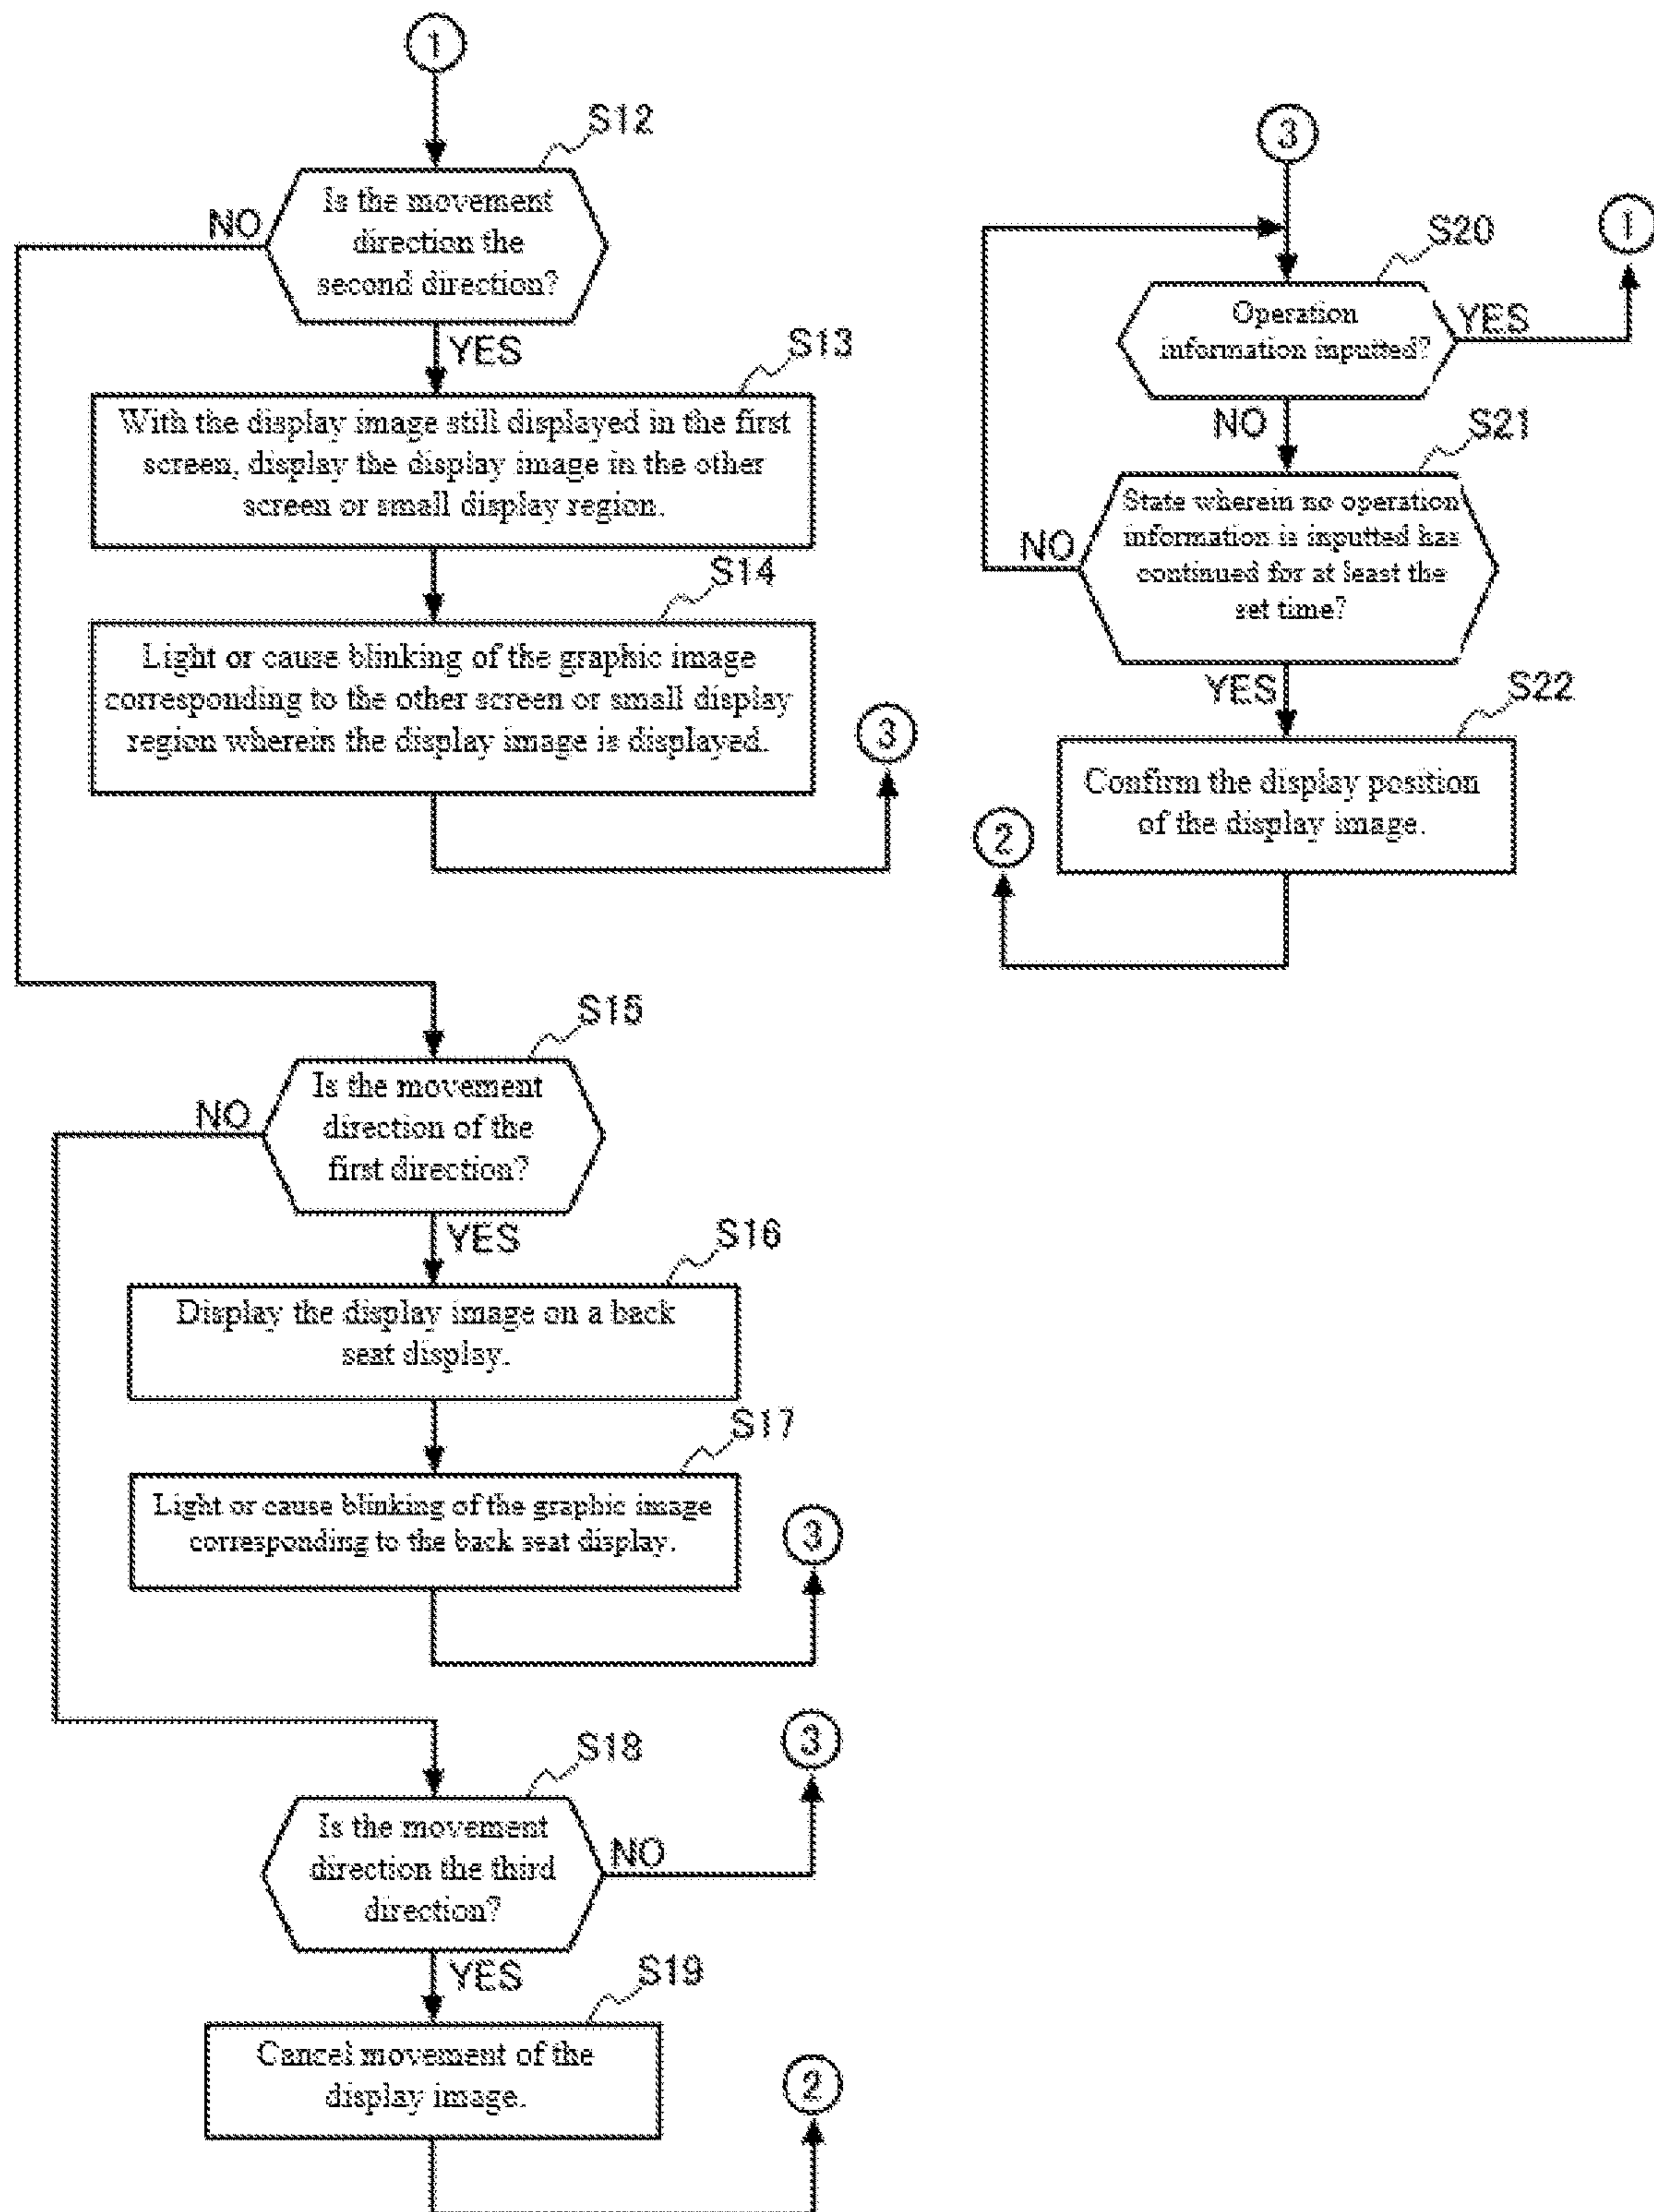 1
S12
Is the movement
direction the
second direction?
NO
YES
S13
With the display image still displayed in the first
screen, display the display image in the other
screen or small display region.
S14
Light or cause blinking of the graphic image
corresponding to the other screen or small display
region wherein the display image is displayed.
3
S15
Is the movement
direction of the
first direction?
NO
YES
S16
Display the display image on a back
seat display.
S17
Light or cause blinking of the graphic image
corresponding to the back seat display.
3
S18
Is the movement
direction the third
direction?
NO
3
YES
S19
Cancel movement of the
display image.
2
3
S20
Operation
information inputted?
YES
1
NO
S21
State wherein no operation
information is inputted has
continued for at least the
set time?
NO
YES
S22
Confirm the display position
of the display image.
2